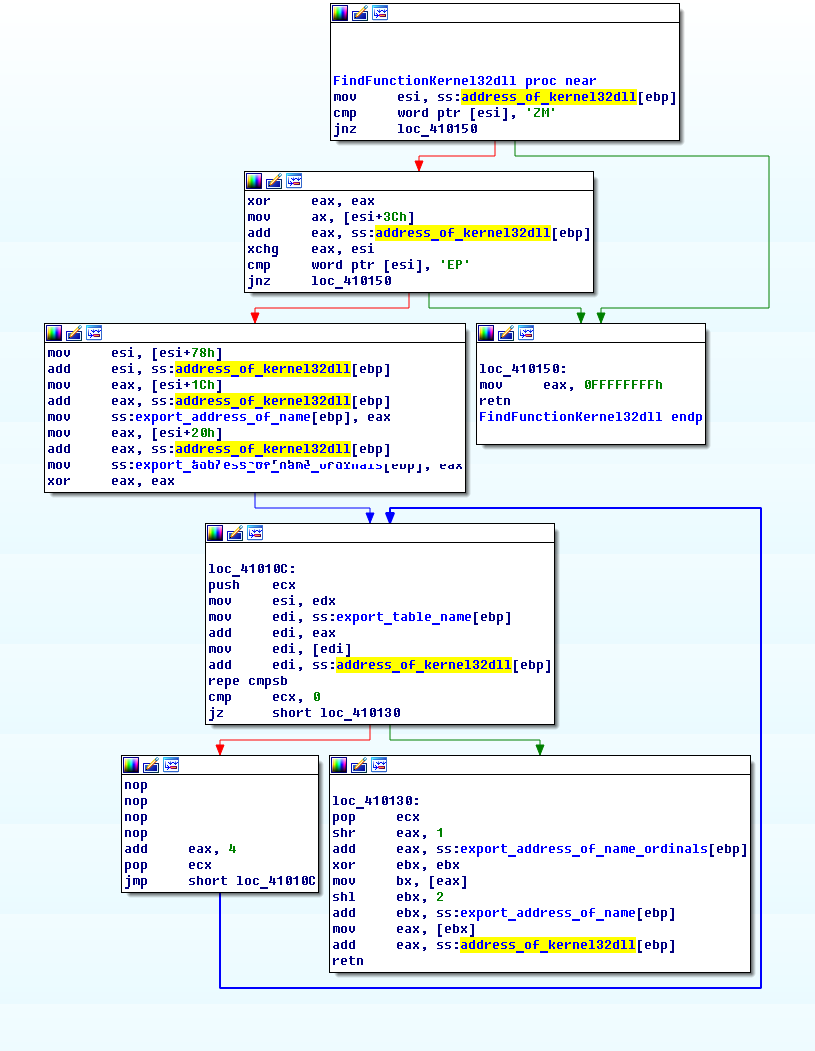 FindFunctionKernel32dll proc near
mov esi, ss:address_of_kernel32dll[ebp]
cmp word ptr [esi], 'ZM'
jnz loc_410150
xor eax, eax
mov ax, [esi+3Ch]
add eax, ss:address_of_kernel32dll[ebp]
xchg eax, esi
cmp word ptr [esi], 'EP'
jnz loc_410150
mov esi, [esi+78h]
add esi, ss:address_of_kernel32dll[ebp]
mov eax, [esi+1Ch]
add eax, ss:address_of_kernel32dll[ebp]
mov ss:export_address_of_name[ebp], eax
mov eax, [esi+20h]
add eax, ss:address_of_kernel32dll[ebp]
mov ss:export_address_of_name_ordinals[ebp], eax
xor eax, eax
loc_410150:
mov eax, 0FFFFFFFFh
retn
FindFunctionKernel32dll endp
loc_41010C:
push ecx
mov esi, edx
mov edi, ss:export_table_name[ebp]
add edi, eax
mov edi, [edi]
add edi, ss:address_of_kernel32dll[ebp]
repe cmpsb
cmp ecx, 0
jz short loc_410130
nop
nop
nop
nop
add eax, 4
pop ecx
jmp short loc_41010C
loc_410130:
pop ecx
shr eax, 1
add eax, ss:export_address_of_name_ordinals[ebp]
xor ebx, ebx
mov bx, [eax]
shl ebx, 2
add ebx, ss:export_address_of_name[ebp]
mov eax, [ebx]
add eax, ss:address_of_kernel32dll[ebp]
retn